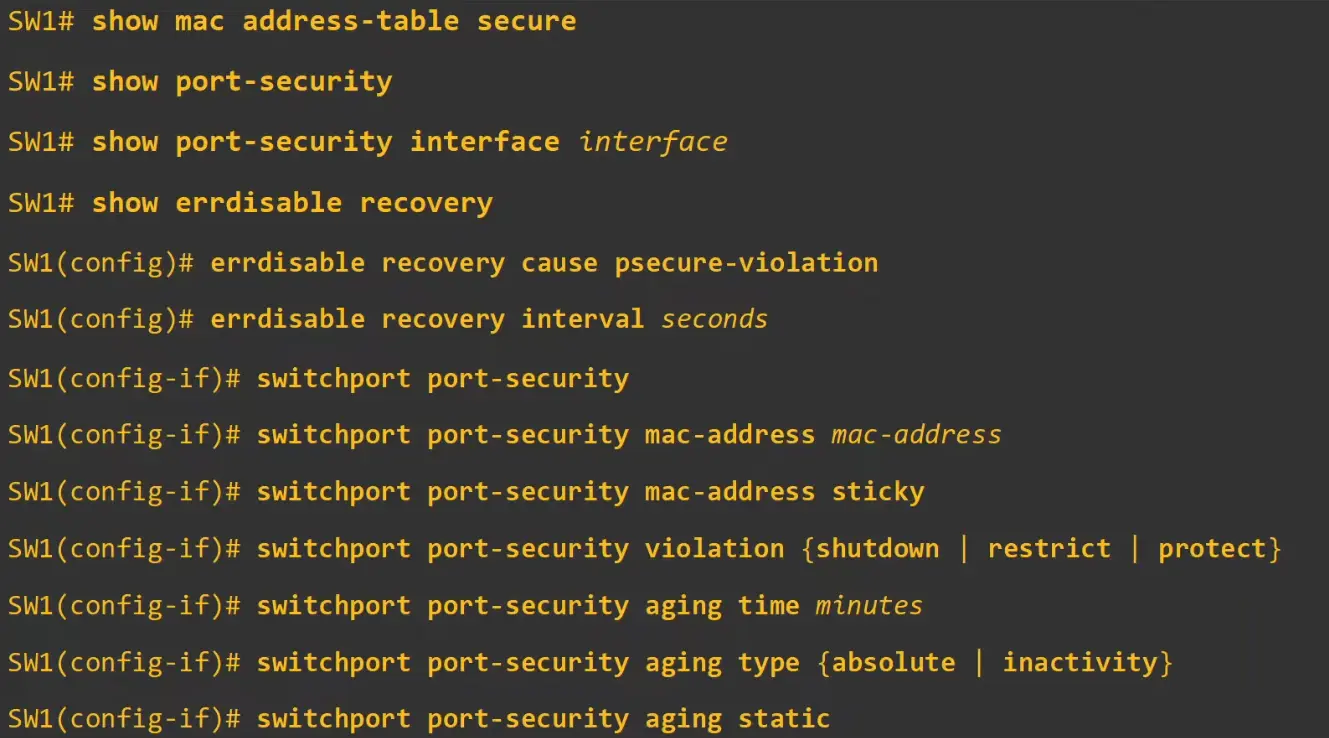 SW1# show mac address-table secure
SW1# show port-security
SW1# show port-security interface interface
SW1# show errdisable recovery
SW1(config)# errdisable recovery cause psecure-violation
SW1(config)# errdisable recovery interval seconds
SW1(config-if)# switchport port-security
SW1(config-if)# switchport port-security mac-address mac-address
SW1(config-if)# switchport port-security mac-address sticky
SW1(config-if)# switchport port-security violation {shutdown | restrict | protect}
SW1(config-if)# switchport port-security aging time minutes
SW1(config-if)# switchport port-security aging type {absolute | inactivity}
SW1(config-if)# switchport port-security aging static